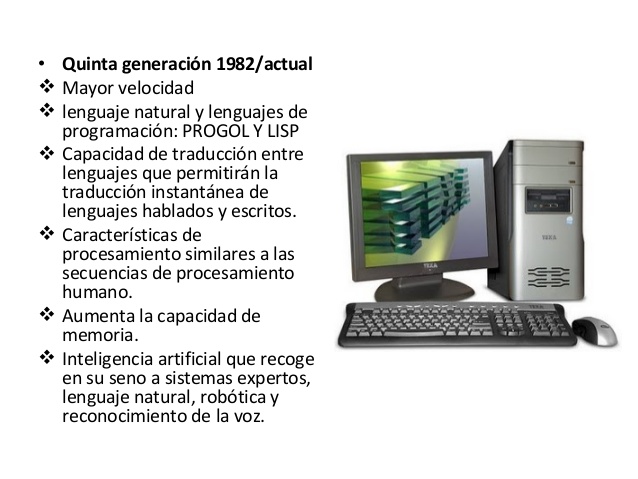 • Quinta generación 1982/actual
❖ Mayor velocidad
❖ lenguaje natural y lenguajes de
programación: PROGOL Y LISP
❖ Capacidad de traducción entre
lenguajes que permitirán la
traducción instantánea de
lenguajes hablados y escritos.
❖ Características de
procesamiento similares a las
secuencias de procesamiento
humano.
❖ Aumenta la capacidad de
memoria.
❖ Inteligencia artificial que recoge
en su seno a sistemas expertos,
lenguaje natural, robótica y
reconocimiento de la voz.